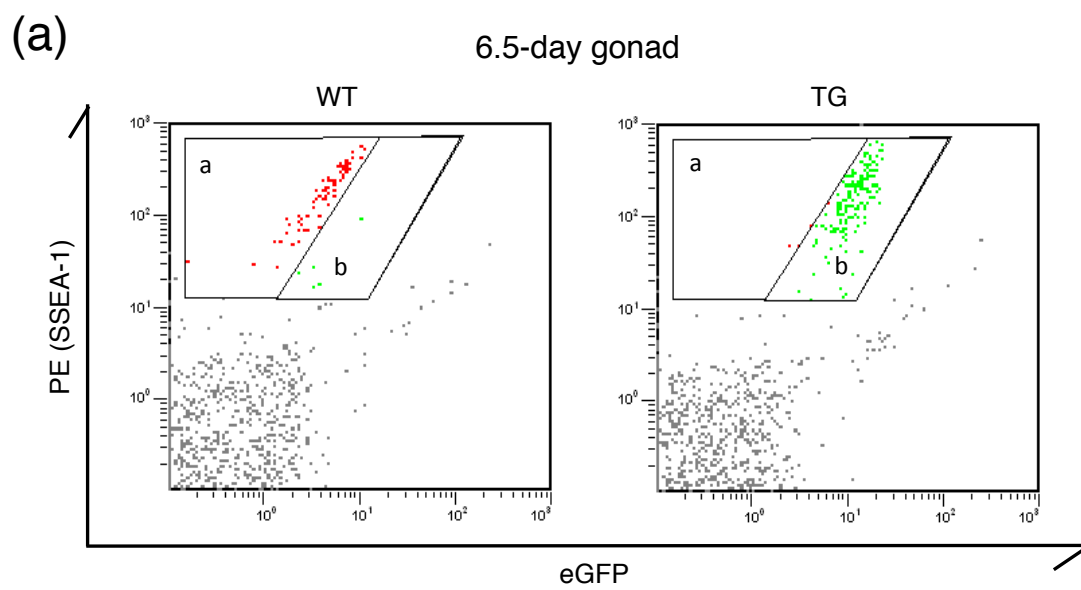 (a)
6.5-day gonad
WT
TG
PE (SSEA-1)
10³
10²
10¹
10⁰
a
b
10⁰ 10¹ 10² 10³
10³
10²
10¹
10⁰
a
b
10⁰ 10¹ 10² 10³
eGFP